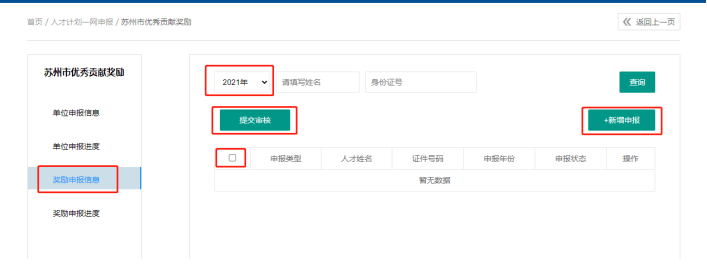 首页 / 人才计划一网申报 / 苏州市优秀贡献奖励
返回上一页
苏州市优秀贡献奖励
单位申报信息
单位申报进度
奖励申报信息
奖励申报进度
2021年 请填写姓名 身份证号 查询
提交审核 +新增申报
申报类型 人才姓名 证件号码 申报年份 申报状态 操作
暂无数据